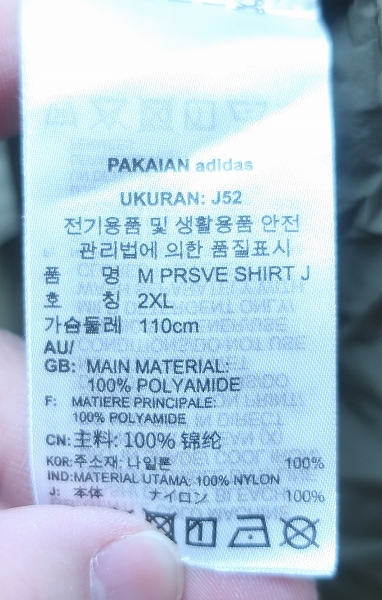 PAKAIAN adidas
UKURAN: J52
전기용품 및 생활용품 안전
관리법에 의한 품질표시
품 명 M PRSVE SHIRT J
호 칭 2XL
가슴둘레 110cm
AU/
GB: MAIN MATERIAL:
100% POLYAMIDE
F: MATIERE PRINCIPALE:
100% POLYAMIDE
CN:主料: 100% 锦纶
KOR:주소재: 나일론 100%
IND:MATERIAL UTAMA: 100% NYLON
J: 本体 ナイロン 100%